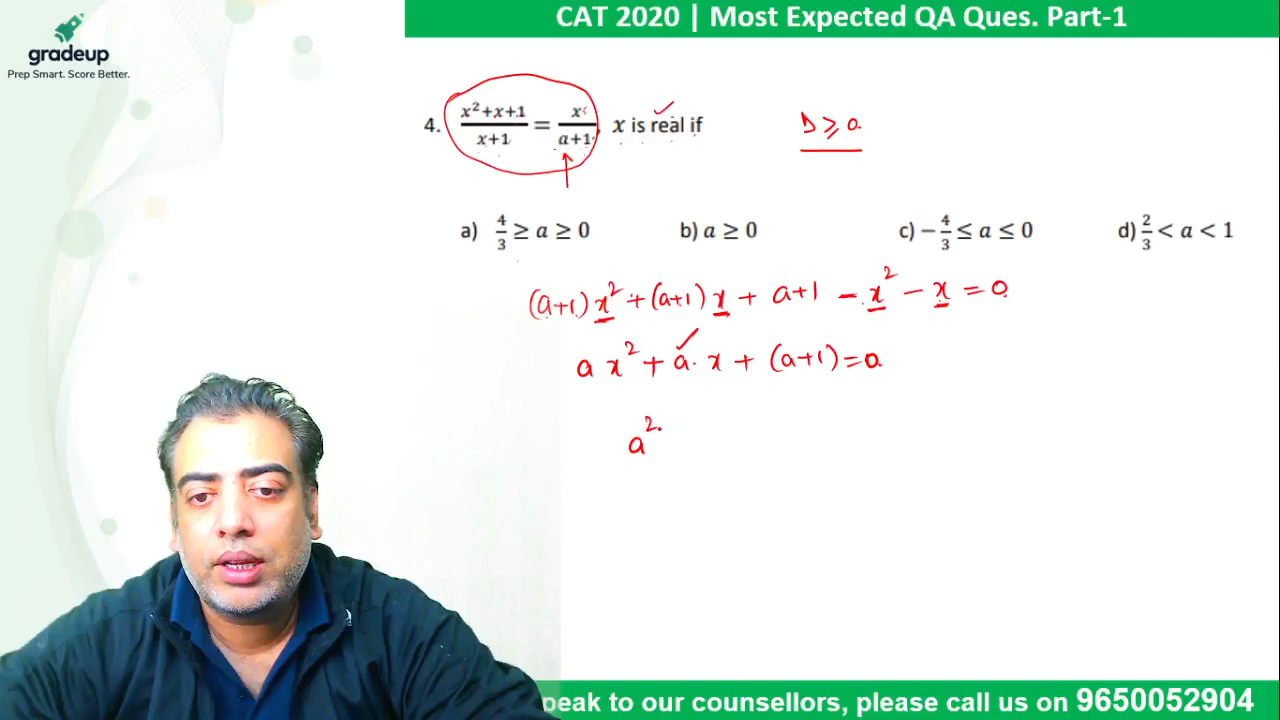 CAT 2020 | Most Expected QA Ques. Part-1
gradeup
Prep Smart. Score Better.
4. (x²+x+1)/(x+1) = x/(a+1), x is real if
D ≥ 0
a) 4/3 ≥ a ≥ 0 b) a ≥ 0 c) −4/3 ≤ a ≤ 0 d) 2/3 < a < 1
(a+1) x² + (a+1) x + a+1 − x² − x = 0
a x² + a. x + (a+1) = 0
a²
peak to our counsellors, please call us on 9650052904